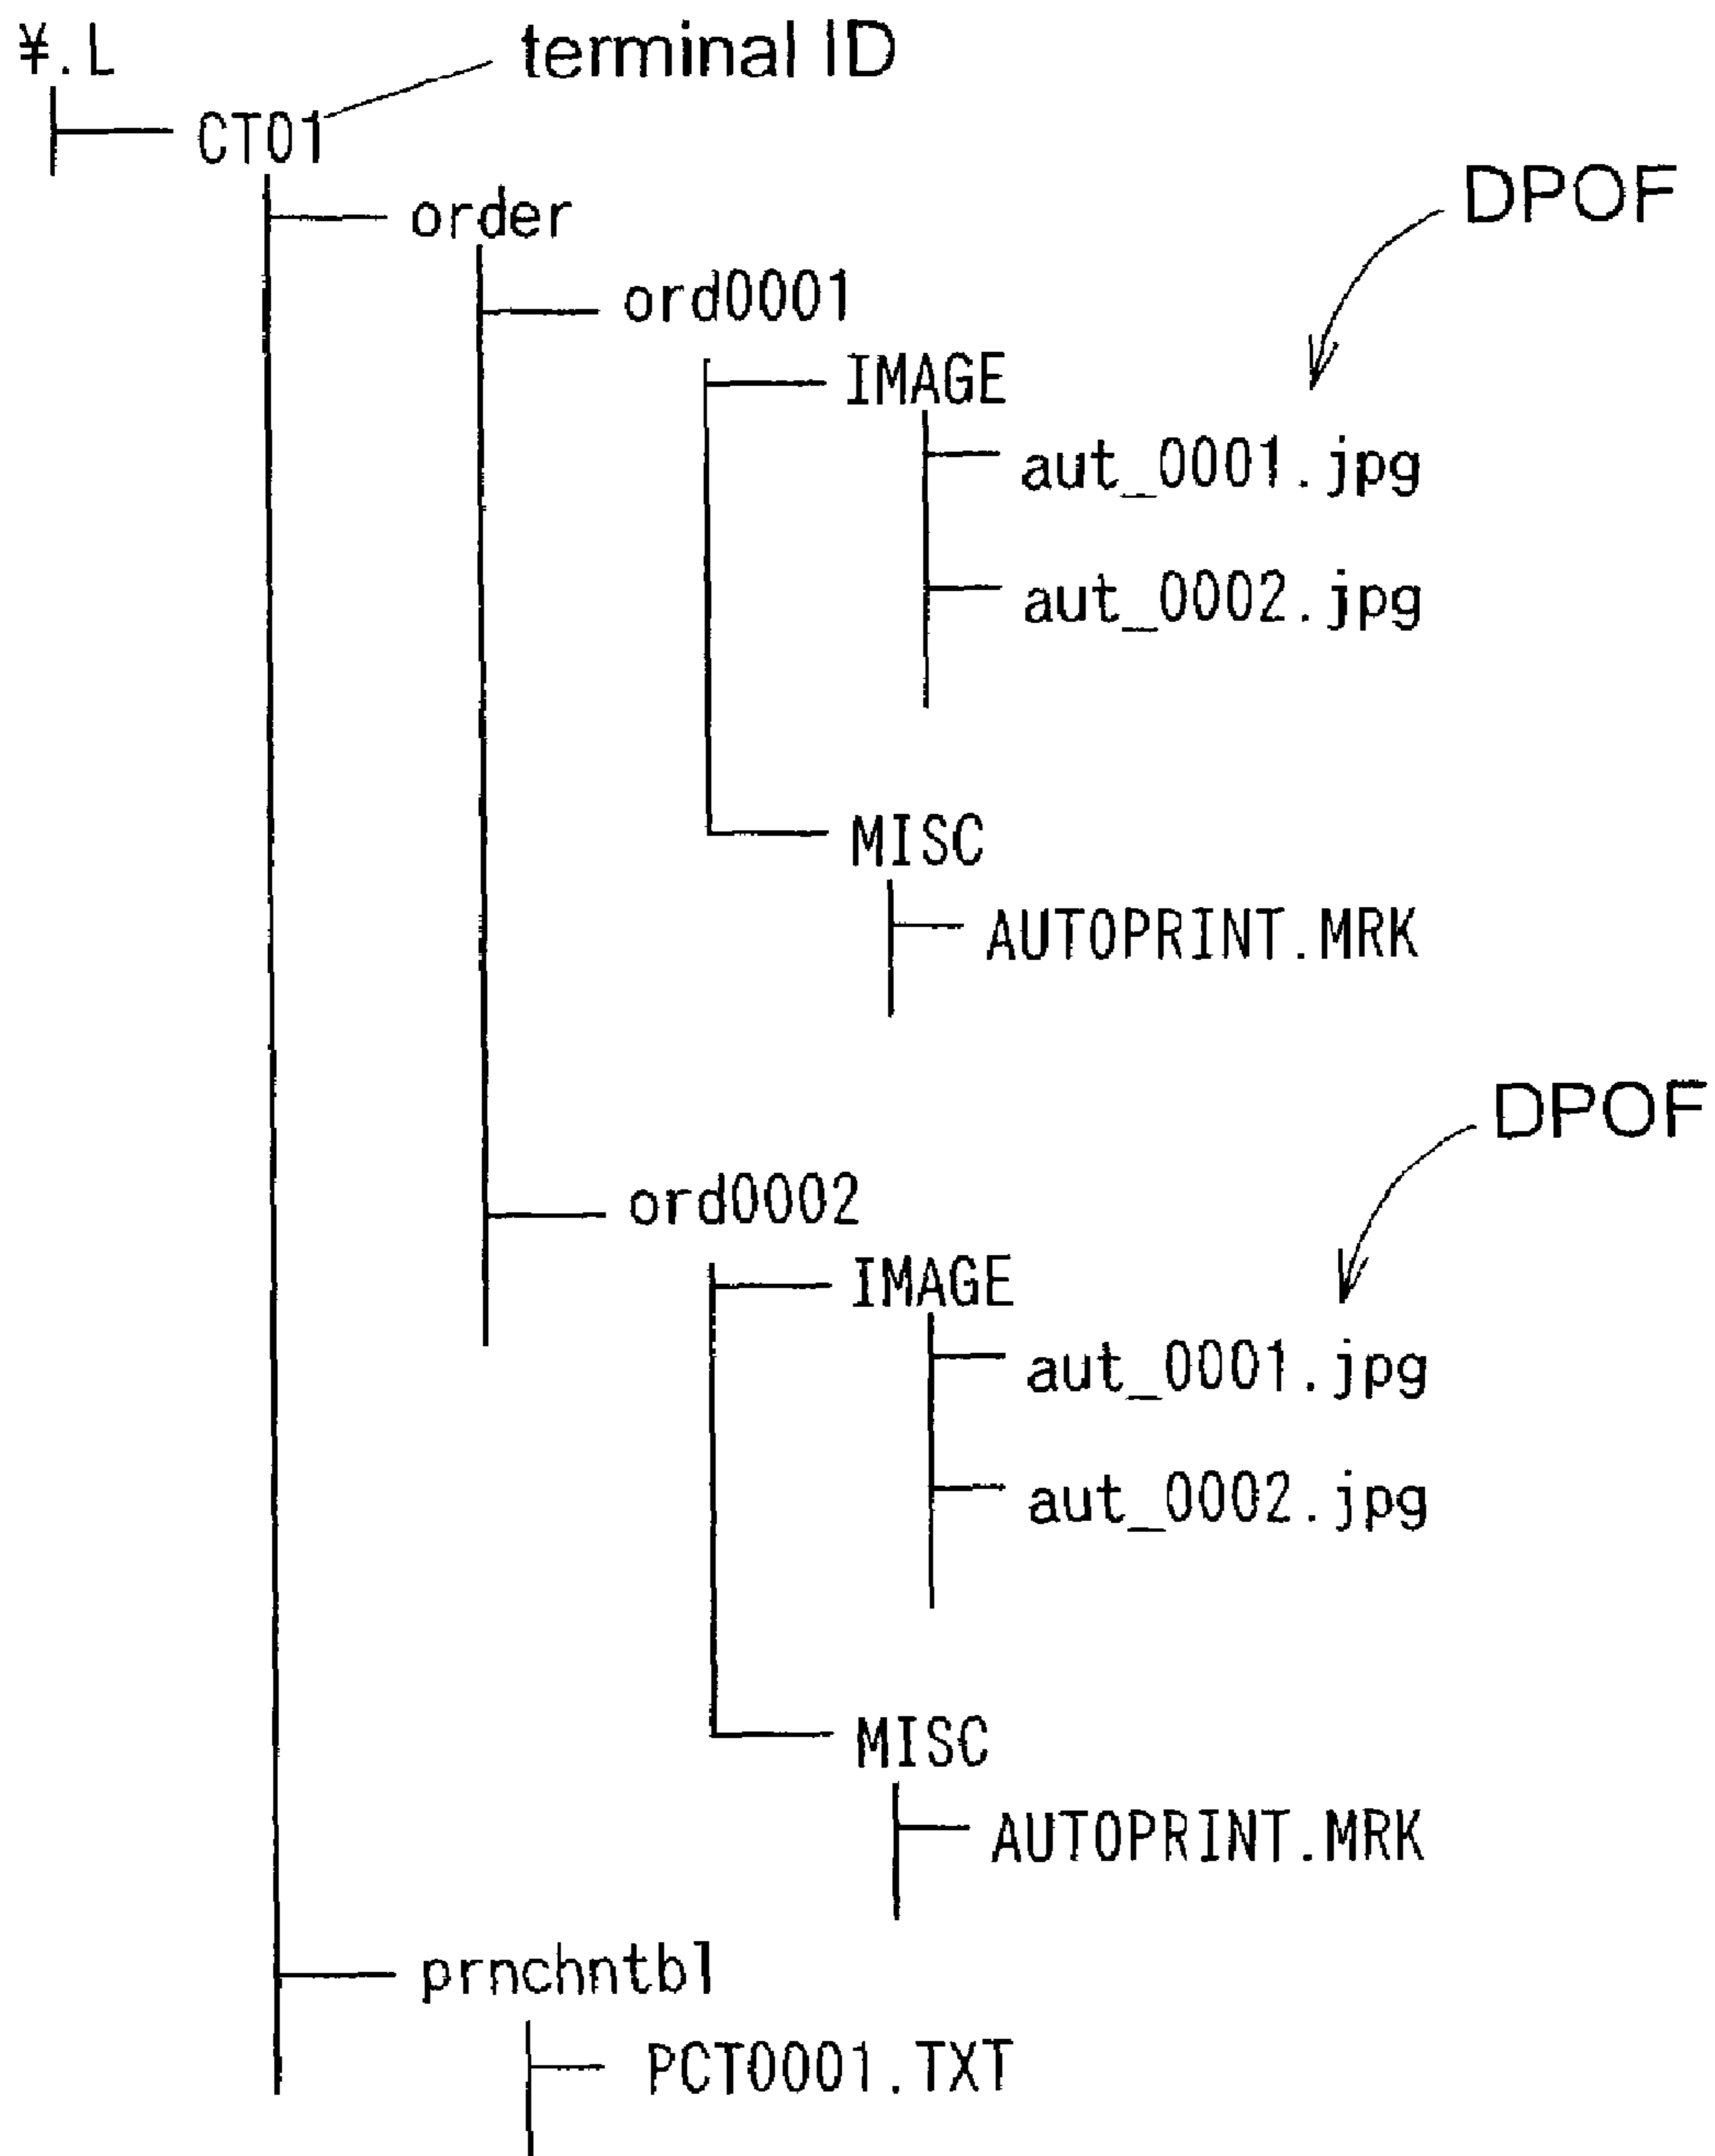 ¥.L
terminal ID
CT01
order
DPOF
ord0001
IMAGE
aut_0001.jpg
aut_0002.jpg
MISC
AUTOPRINT.MRK
DPOF
ord0002
IMAGE
aut_0001.jpg
aut_0002.jpg
MISC
AUTOPRINT.MRK
prnchntbl
PCT0001.TXT